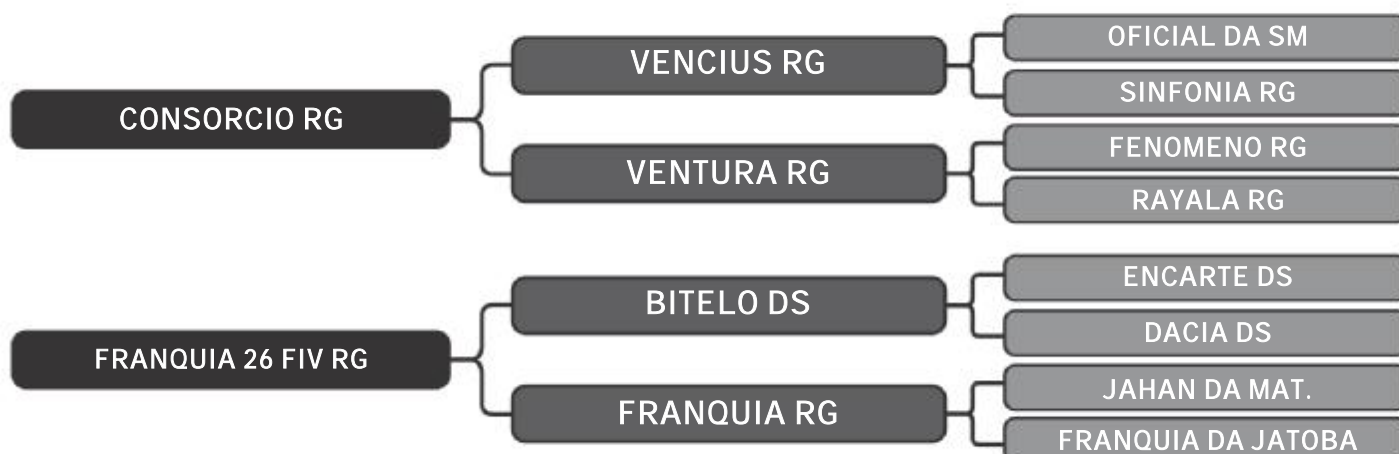 CONSORCIO RG
VENCIUS RG
OFICIAL DA SM
SINFONIA RG
VENTURA RG
FENOMENO RG
RAYALA RG
FRANQUIA 26 FIV RG
BITELO DS
ENCARTE DS
DACIA DS
FRANQUIA RG
JAHAN DA MAT.
FRANQUIA DA JATOBA